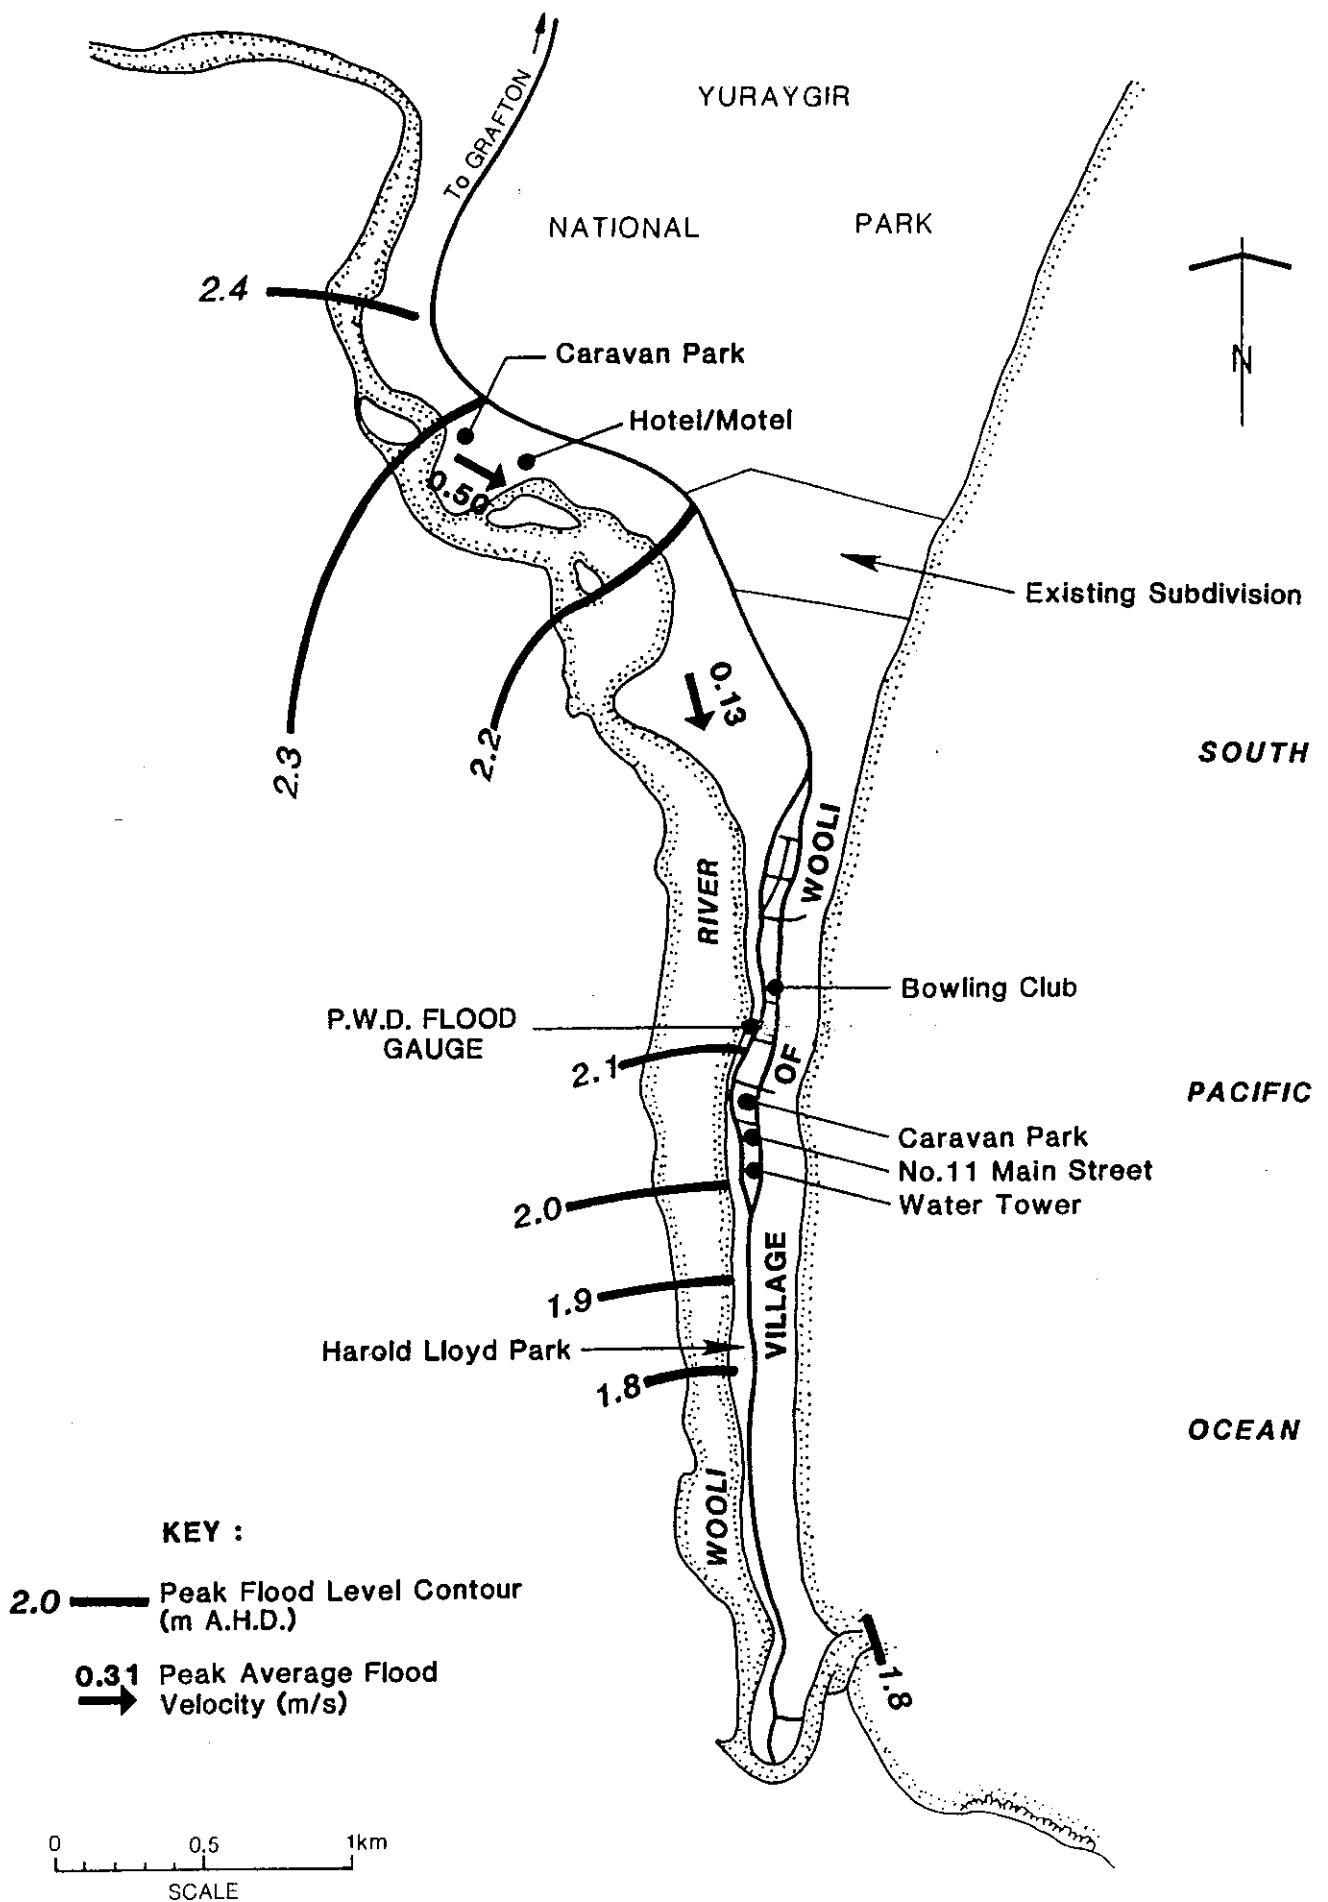 To GRAFTON
YURAYGIR
NATIONAL PARK
2.4
N
Caravan Park
Hotel/Motel
0.50
Existing Subdivision
0.13
2.3
2.2
SOUTH
WOOLI
RIVER
Bowling Club
P.W.D. FLOOD
GAUGE
2.1
OF
PACIFIC
Caravan Park
No.11 Main Street
Water Tower
2.0
VILLAGE
1.9
Harold Lloyd Park
1.8
OCEAN
WOOLI
KEY :
2.0 Peak Flood Level Contour
(m A.H.D.)
0.31 Peak Average Flood
Velocity (m/s)
1.8
0 0.5 1km
SCALE